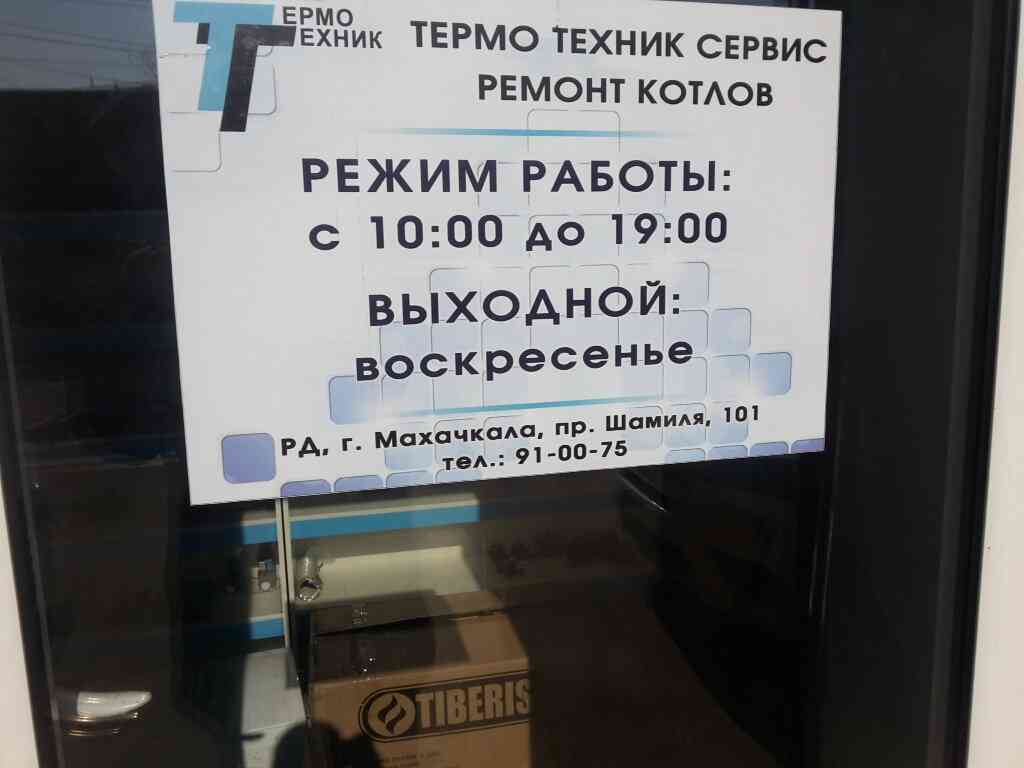 ТЕРМО
ТЕХНИК
ТЕРМО ТЕХНИК СЕРВИС
РЕМОНТ КОТЛОВ
РЕЖИМ РАБОТЫ:
с 10:00 до 19:00
ВЫХОДНОЙ:
воскресенье
РД, г. Махачкала, пр. Шамиля, 101
тел.: 91-00-75
TIBERIS